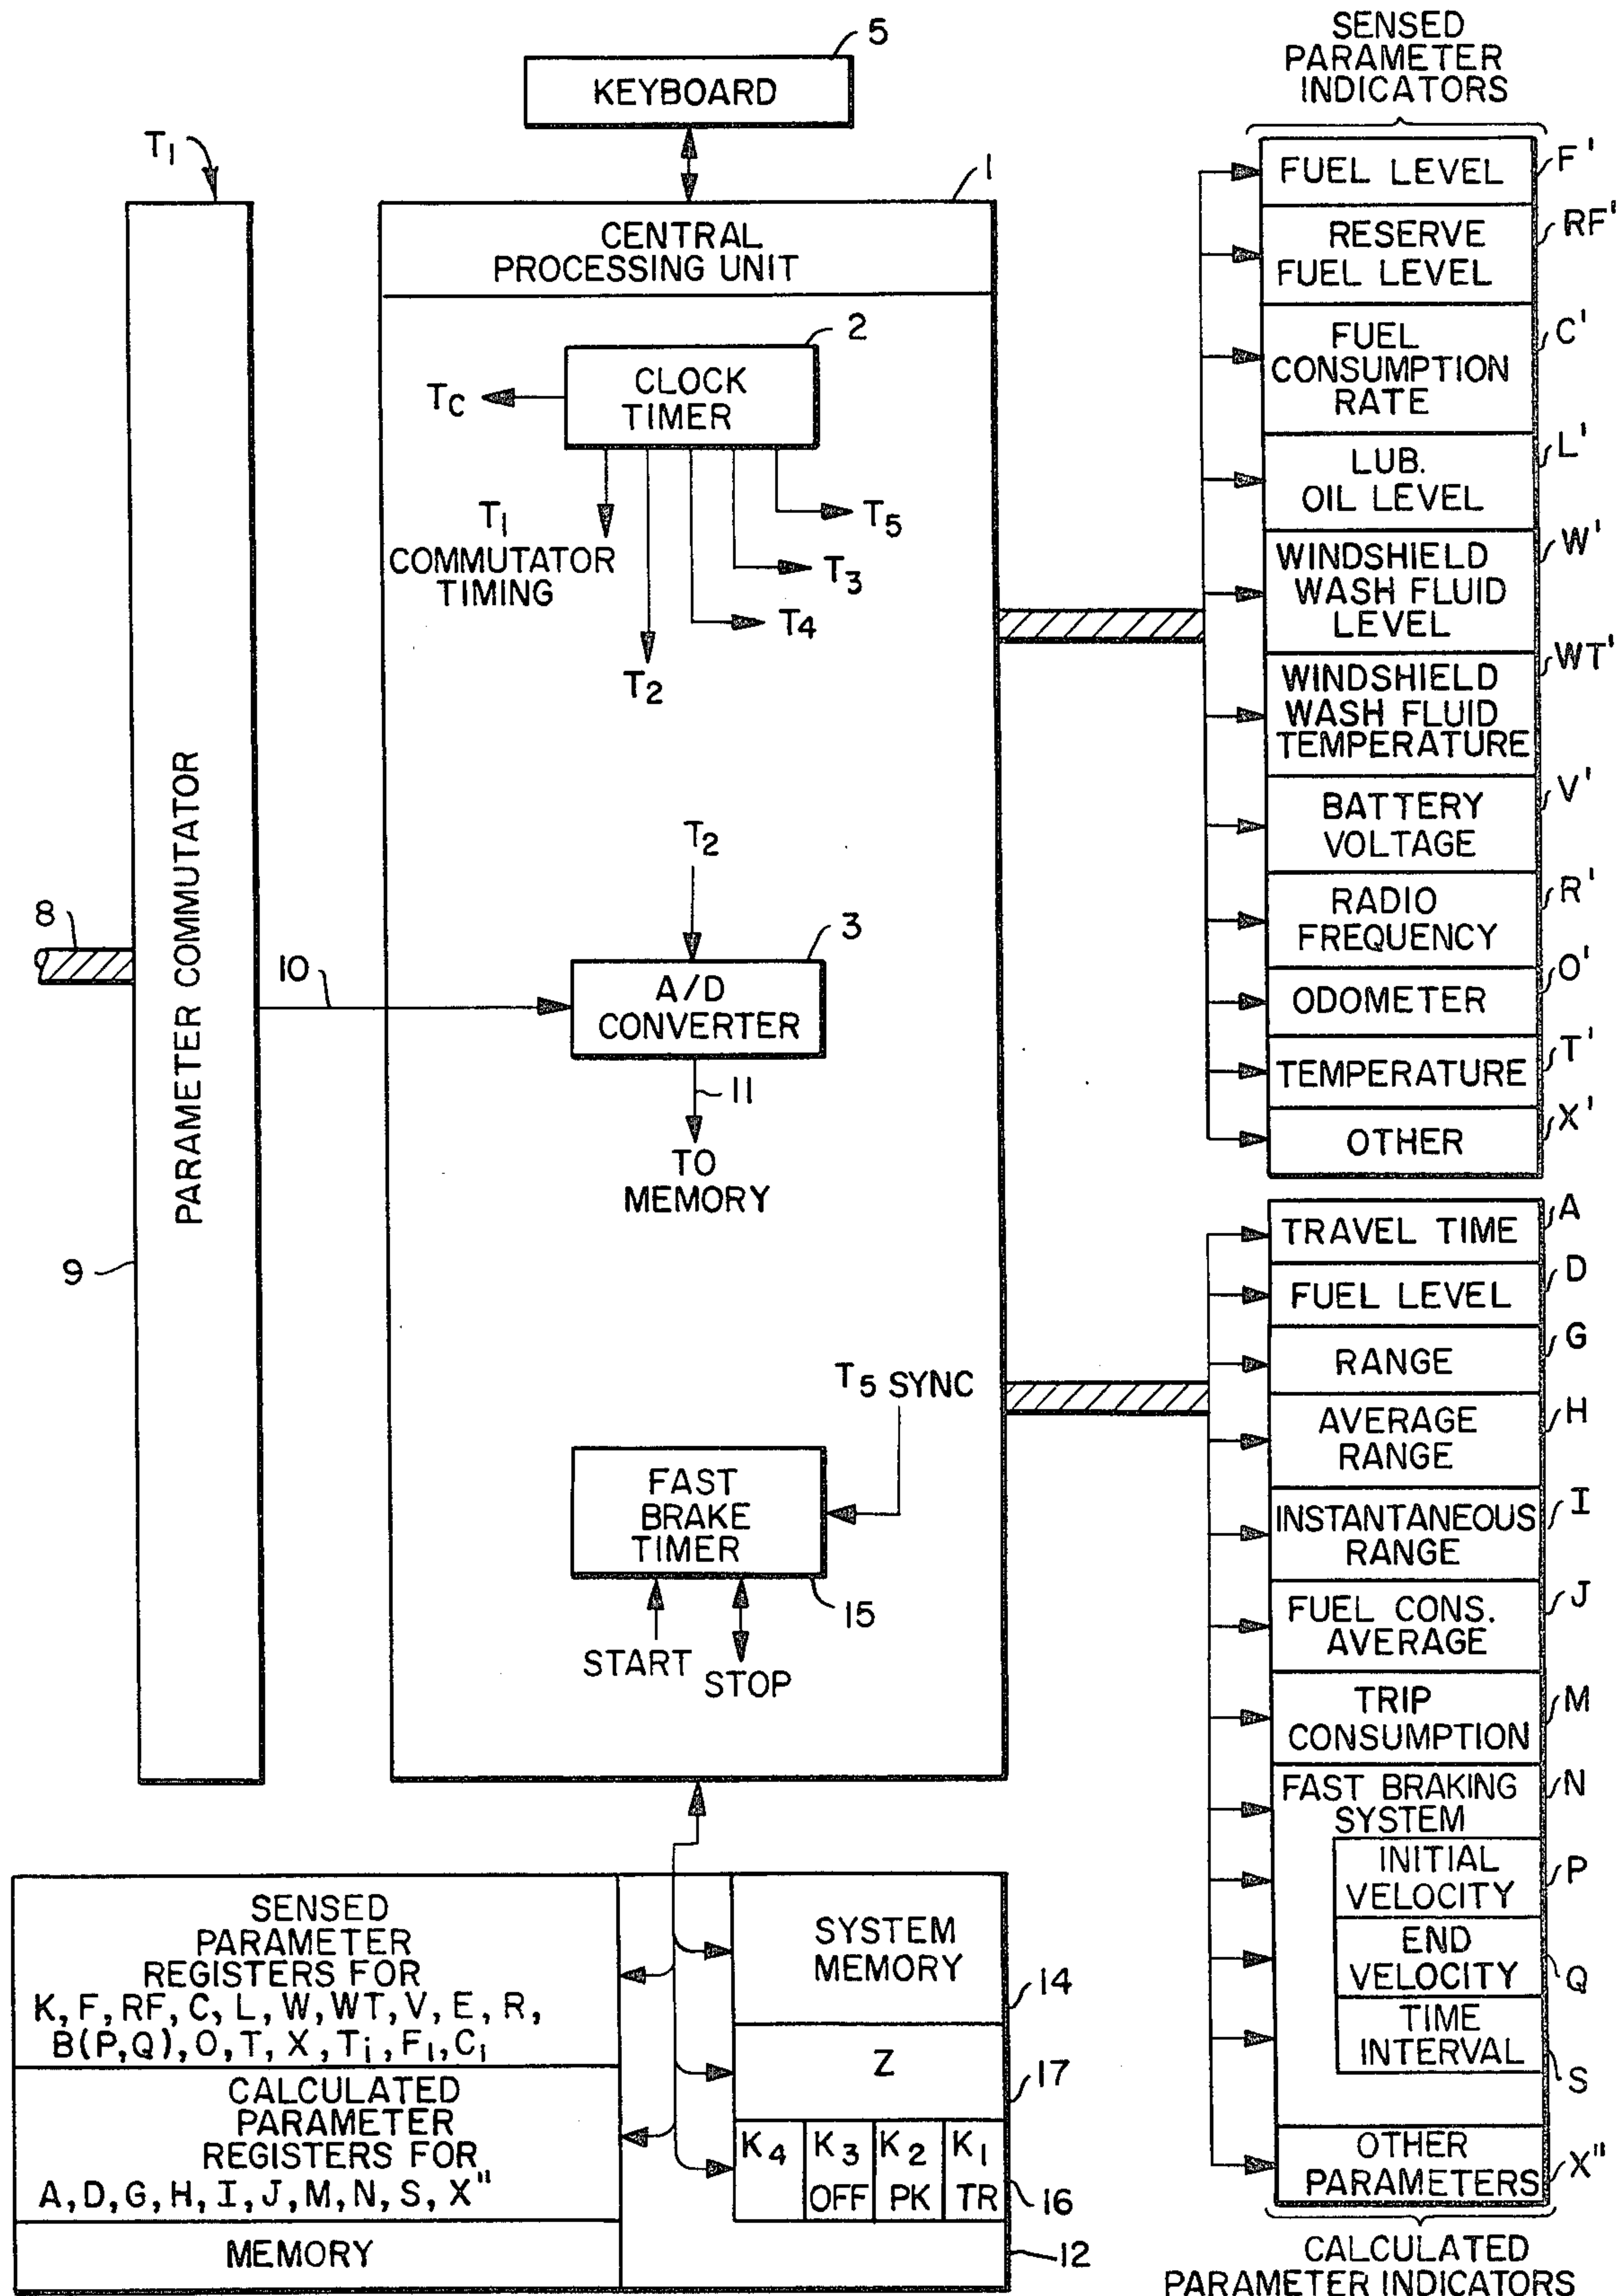 5
KEYBOARD
T1
1
CENTRAL
PROCESSING UNIT
2
CLOCK
TIMER
TC
T1
COMMUTATOR
TIMING
T5
T3
T4
T2
PARAMETER COMMUTATOR
8
9
10
T2
3
A/D
CONVERTER
11
TO
MEMORY
T5 SYNC
FAST
BRAKE
TIMER
15
START
STOP
SENSED
PARAMETER
REGISTERS FOR
K, F, RF, C, L, W, WT, V, E, R,
B(P,Q), O, T, X, Ti, F1, C1
CALCULATED
PARAMETER
REGISTERS FOR
A, D, G, H, I, J, M, N, S, X"
MEMORY
SYSTEM
MEMORY
14
Z
17
K4
K3
OFF
K2
PK
K1
TR
16
12
SENSED
PARAMETER
INDICATORS
FUEL LEVEL
F'
RESERVE
FUEL LEVEL
RF'
FUEL
CONSUMPTION
RATE
C'
LUB.
OIL LEVEL
L'
WINDSHIELD
WASH FLUID
LEVEL
W'
WINDSHIELD
WASH FLUID
TEMPERATURE
WT'
BATTERY
VOLTAGE
V'
RADIO
FREQUENCY
R'
ODOMETER
O'
TEMPERATURE
T'
OTHER
X'
TRAVEL TIME
A
FUEL LEVEL
D
RANGE
G
AVERAGE
RANGE
H
INSTANTANEOUS
RANGE
I
FUEL CONS.
AVERAGE
J
TRIP
CONSUMPTION
M
FAST BRAKING
SYSTEM
N
INITIAL
VELOCITY
P
END
VELOCITY
Q
TIME
INTERVAL
S
OTHER
PARAMETERS
X"
CALCULATED
PARAMETER INDICATORS